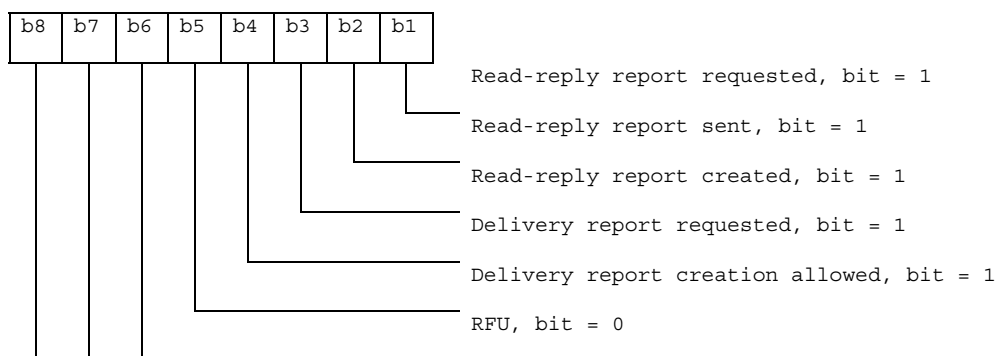 b8 b7 b6 b5 b4 b3 b2 b1
Read-reply report requested, bit = 1
Read-reply report sent, bit = 1
Read-reply report created, bit = 1
Delivery report requested, bit = 1
Delivery report creation allowed, bit = 1
RFU, bit = 0